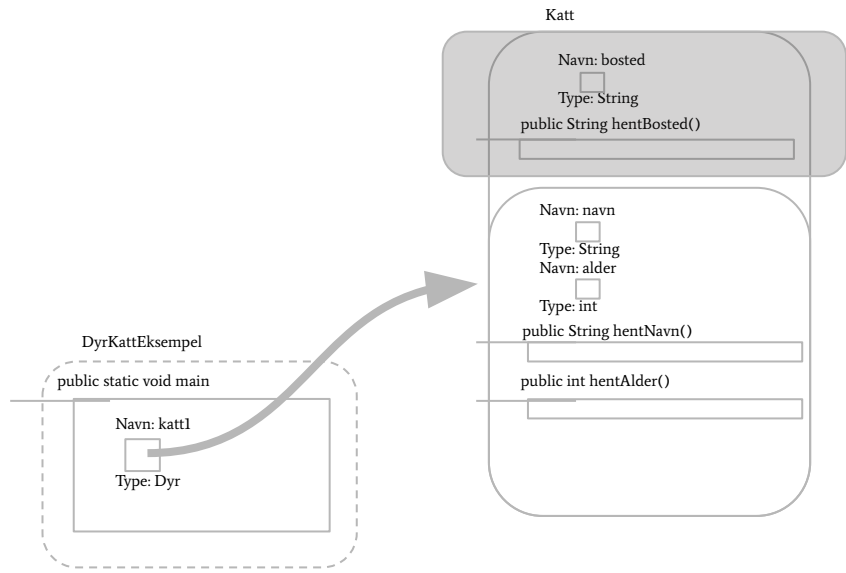 Katt
Navn: bosted
Type: String
public String hentBosted()
Navn: navn
Type: String
Navn: alder
Type: int
public String hentNavn()
public int hentAlder()
DyrKattEksempel
public static void main
Navn: katt1
Type: Dyr